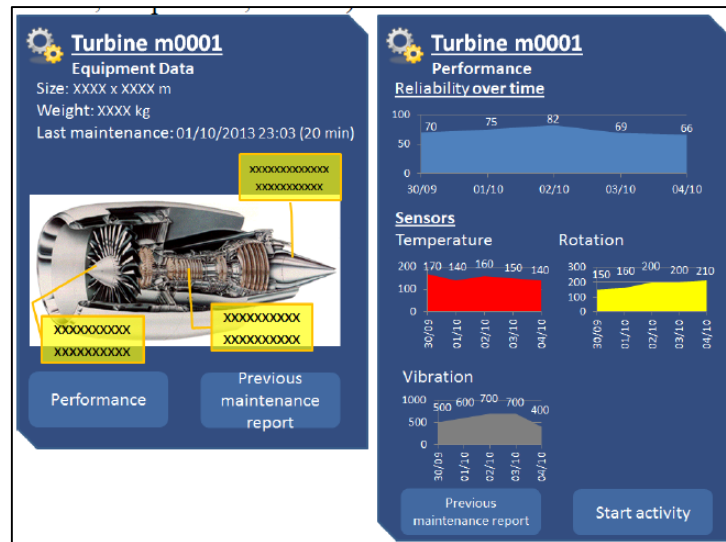 Turbine m0001
Equipment Data
Size: XXXX x XXXX m
Weight: XXXX kg
Last maintenance: 01/10/2013 23:03 (20 min)
XXXXXXXXXXXXX
XXXXXXXXXXX
XXXXXXXXXX
XXXXXXXXXX
XXXXXXXXXX
XXXXXXXXXX
Performance
Previous
maintenance
report
Turbine m0001
Performance
Reliability over time
100
50
0
70 75 82 69 66
30/09 01/10 02/10 03/10 04/10
Sensors
Temperature
200
100
0
170 140 160 150 140
30/09 01/10 02/10 03/10 04/10
Rotation
300
200
100
0
150 160 200 200 210
30/09 01/10 02/10 03/10 04/10
Vibration
1000
500
0
500 600 700 700 400
30/09 01/10 02/10 03/10 04/10
Previous
maintenance report
Start activity